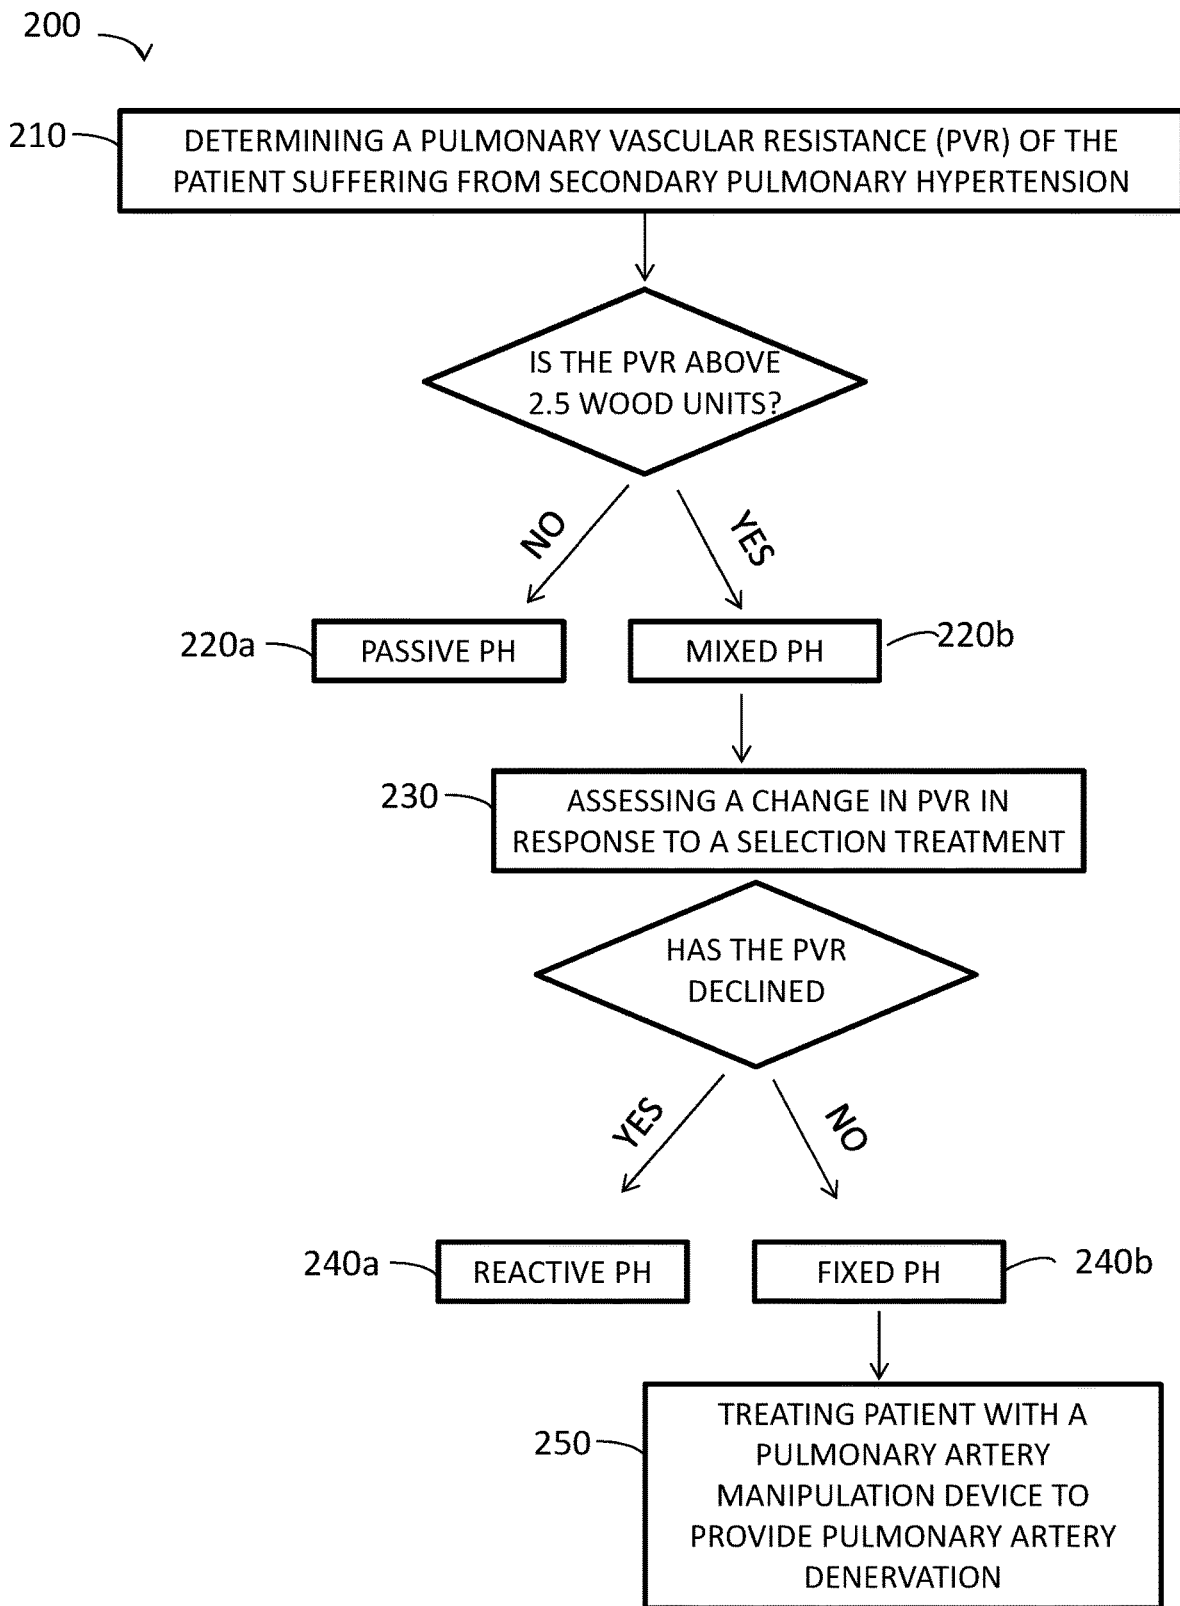 200
210
DETERMINING A PULMONARY VASCULAR RESISTANCE (PVR) OF THE
PATIENT SUFFERING FROM SECONDARY PULMONARY HYPERTENSION
IS THE PVR ABOVE
2.5 WOOD UNITS?
NO
YES
220a
PASSIVE PH
MIXED PH
220b
230
ASSESSING A CHANGE IN PVR IN
RESPONSE TO A SELECTION TREATMENT
HAS THE PVR
DECLINED
YES
NO
240a
REACTIVE PH
FIXED PH
240b
250
TREATING PATIENT WITH A
PULMONARY ARTERY
MANIPULATION DEVICE TO
PROVIDE PULMONARY ARTERY
DENERVATION